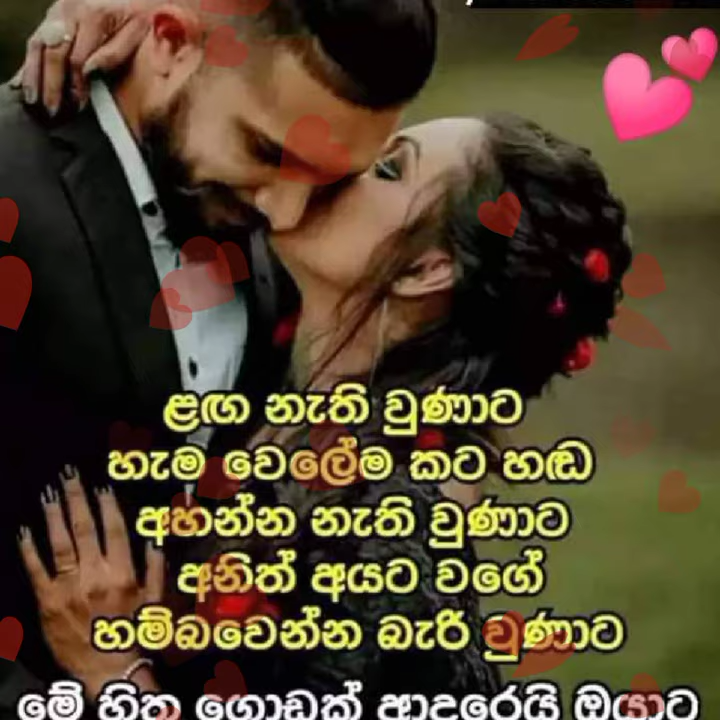 ළඟ නැති වුණාට
හැම වෙලේම කට හඬ
අහන්න නැති වුණාට
අනිත් අයට වගේ
හම්බවෙන්න බැරි වුණාට
මේ හිත ගොඩක් ආදරෙයි ඔයාට